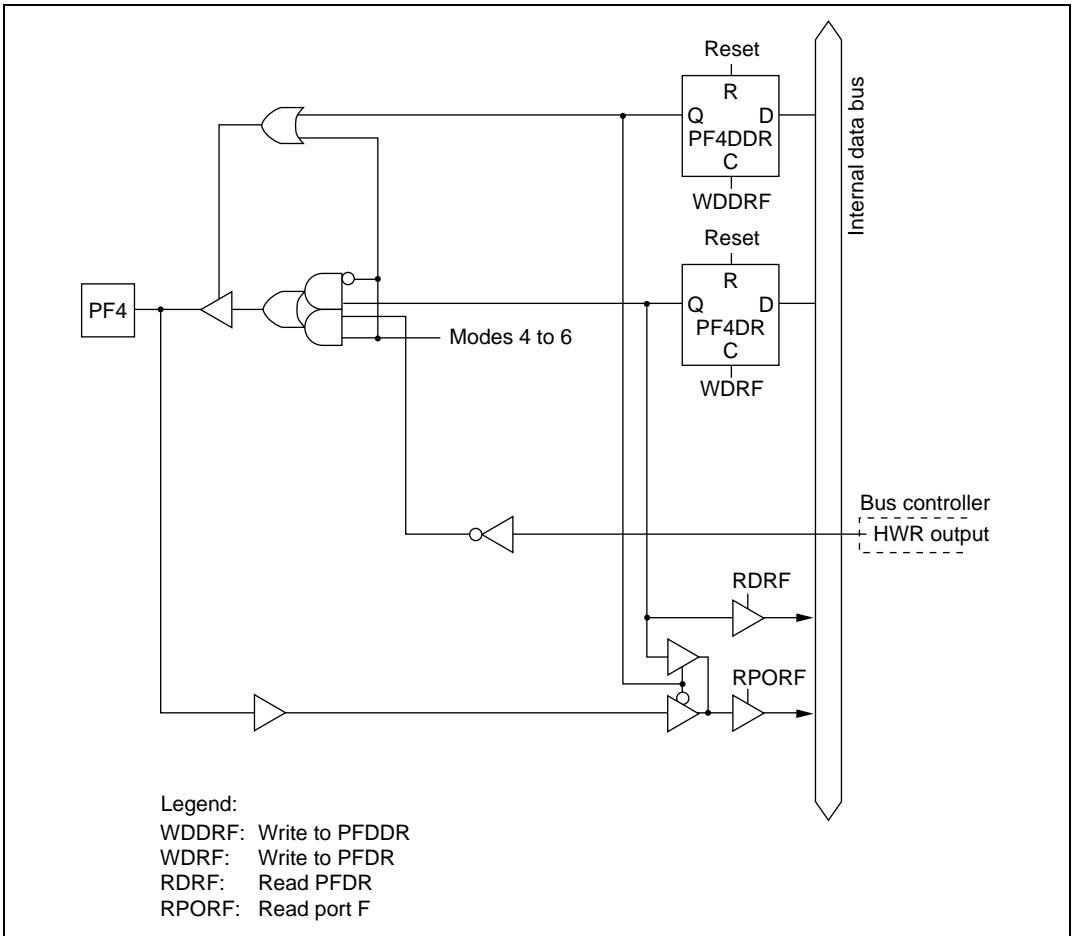 Reset
R
Q D
PF4DDR
C
WDDRF
Internal data bus
Reset
R
Q D
PF4DR
C
WDRF
PF4
Modes 4 to 6
Bus controller
HWR output
RDRF
RPORF
Legend:
WDDRF: Write to PFDDR
WDRF: Write to PFDR
RDRF: Read PFDR
RPORF: Read port F